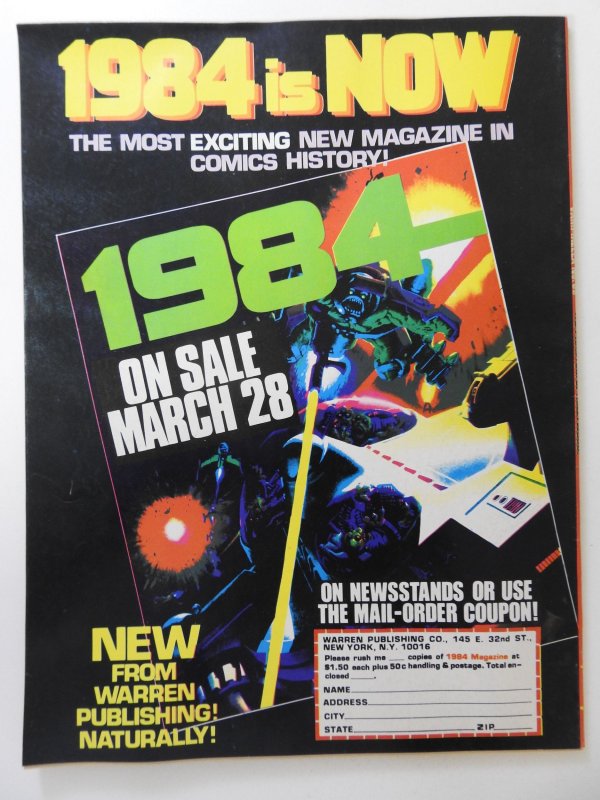 1984 is NOW
THE MOST EXCITING NEW MAGAZINE IN
COMICS HISTORY!
1984
ON SALE
MARCH 28
ON NEWSSTANDS OR USE
THE MAIL-ORDER COUPON!
NEW
FROM
WARREN
PUBLISHING!
NATURALLY!
WARREN PUBLISHING CO., 145 E. 32nd ST.,
NEW YORK, N.Y. 10016
Please rush me ___ copies of 1984 Magazine at
$1.50 each plus 50c handling & postage. Total en-
closed ____.
NAME
ADDRESS
CITY
STATE ZIP